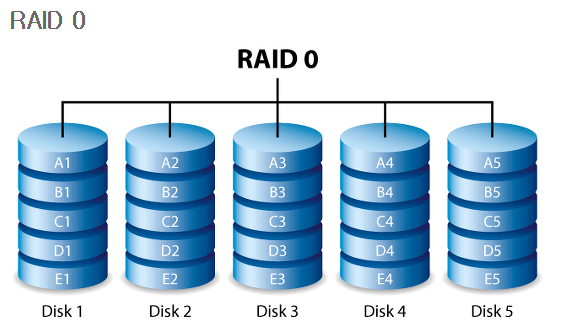 RAID 0
RAID 0
A1 A2 A3 A4 A5
B1 B2 B3 B4 B5
C1 C2 C3 C4 C5
D1 D2 D3 D4 D5
E1 E2 E3 E4 E5
Disk 1 Disk 2 Disk 3 Disk 4 Disk 5